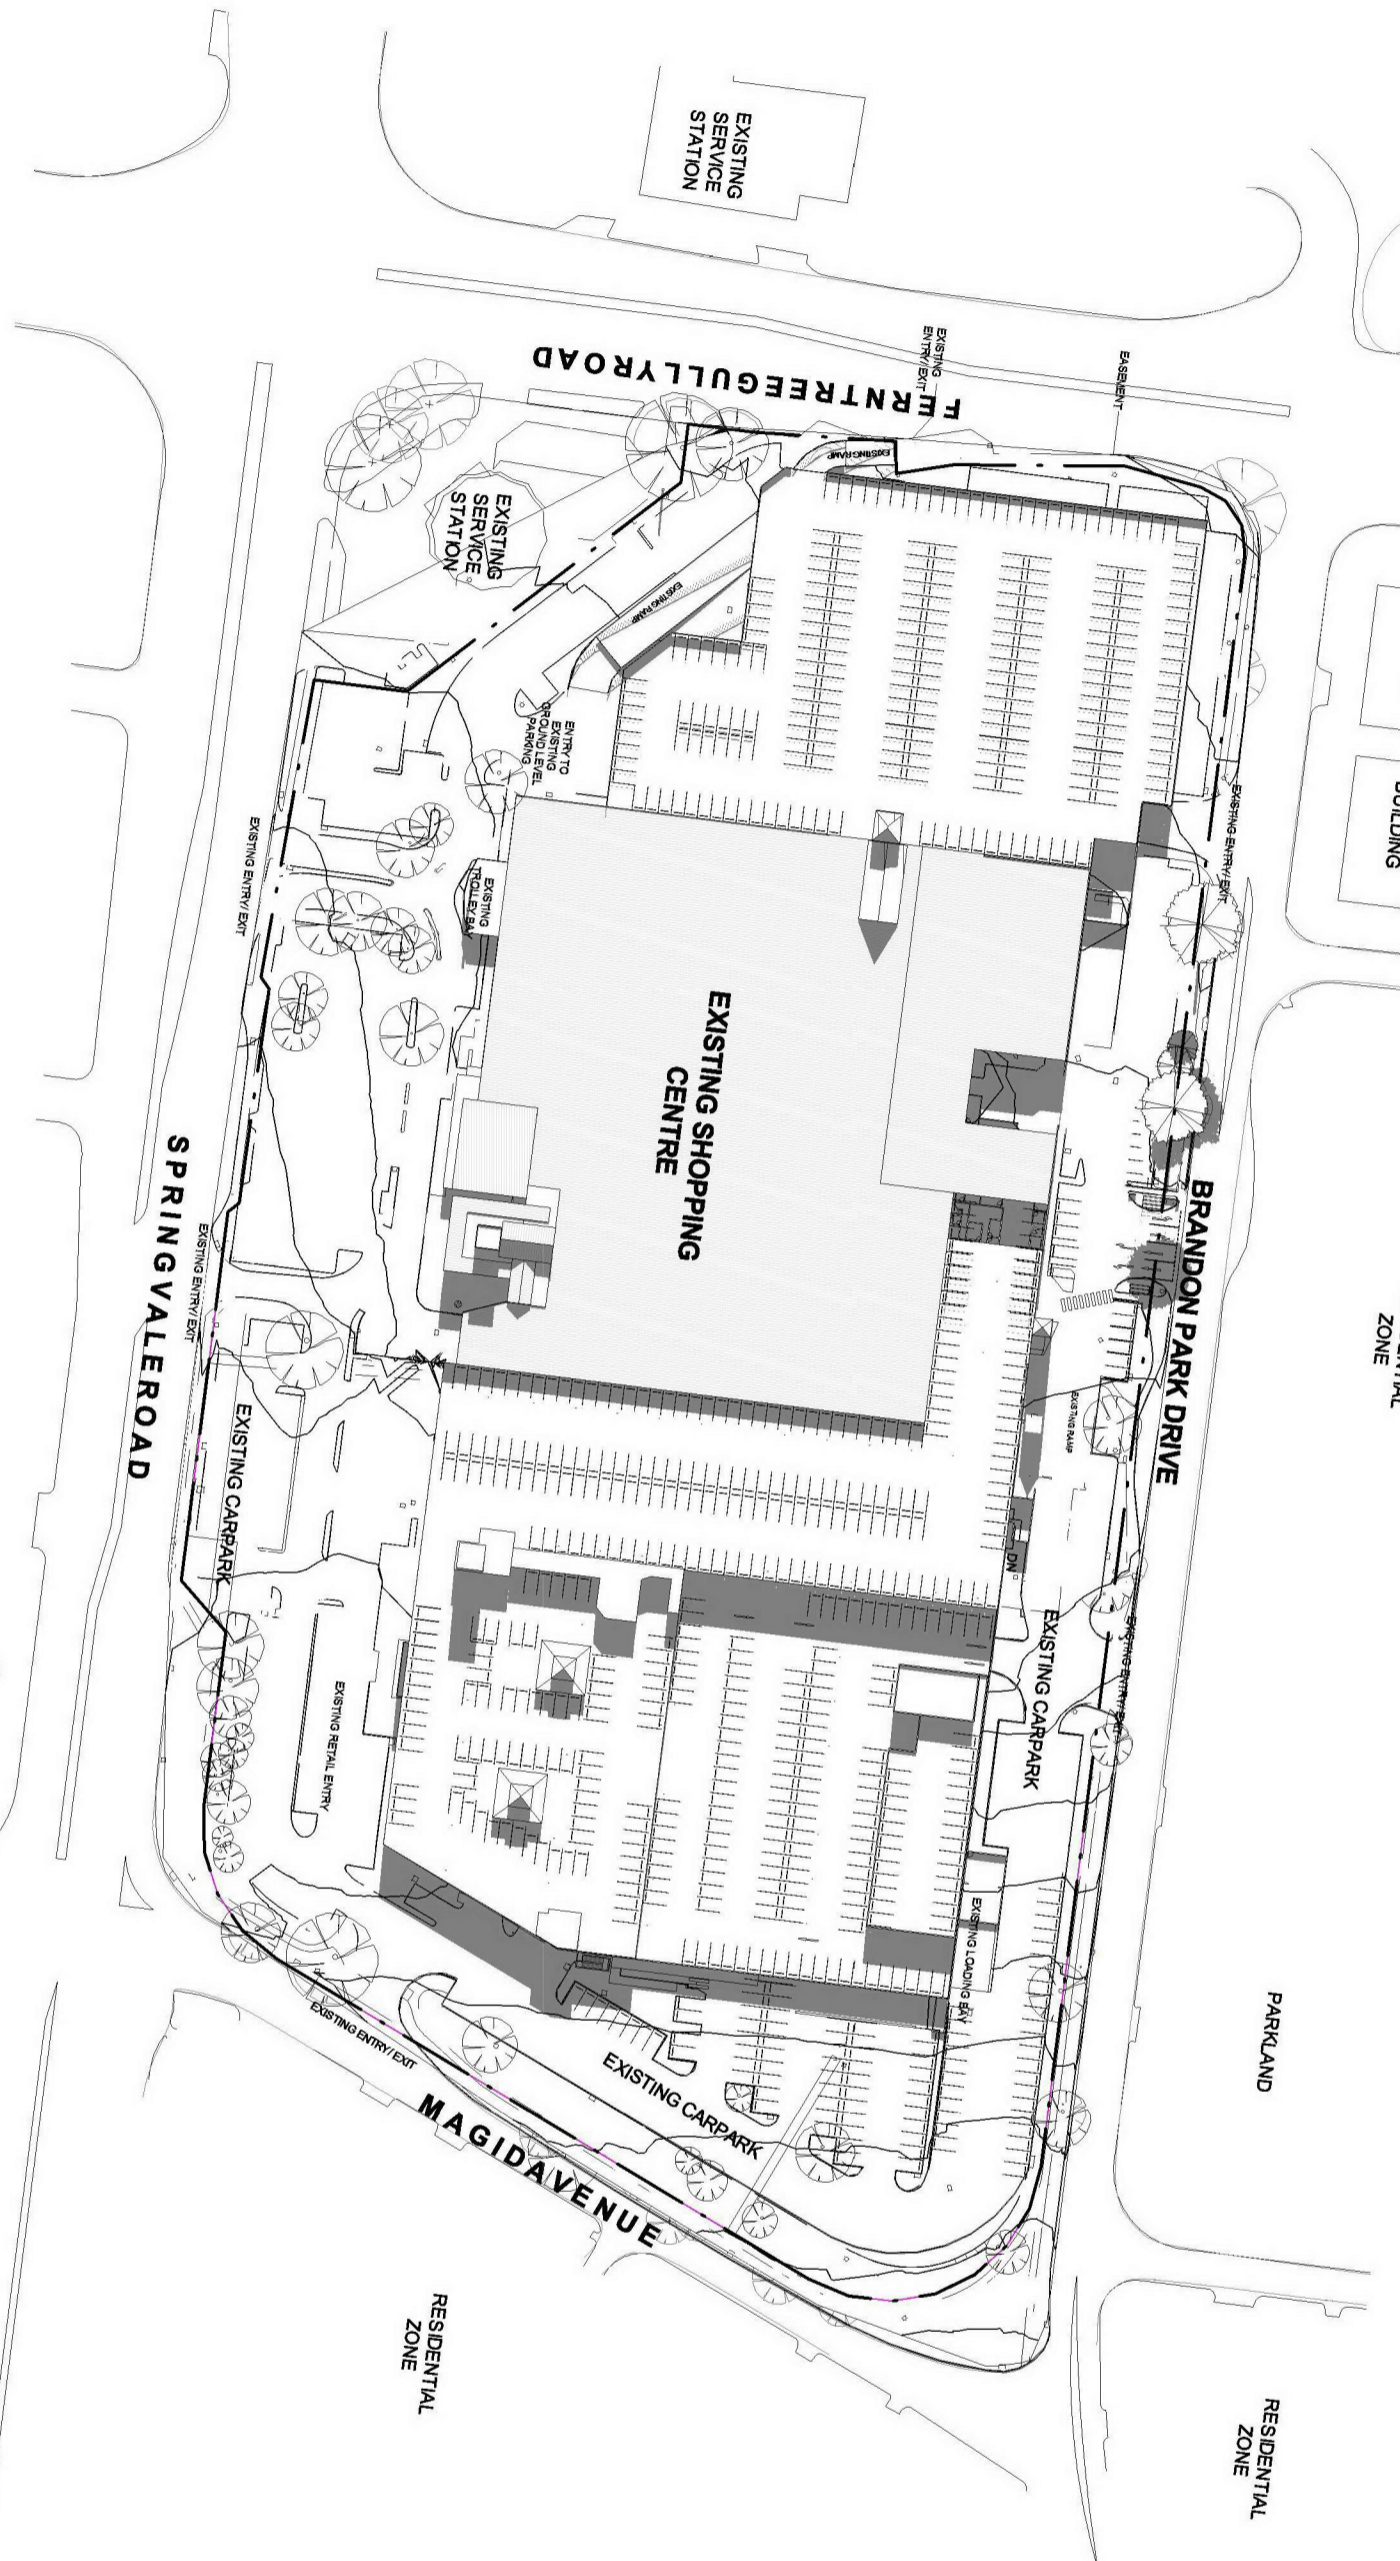 EXISTING
SERVICE
STATION
FERNTREEGULLYROAD
EXISTING
ENTRY/EXIT
EASEMENT
EXISTING RAMP
EXISTING
SERVICE
STATION
EXISTING RAMP
ENTRY TO
EXISTING
GROUND LEVEL
PARKING
EXISTING ENTRY/EXIT
BUILDING
EXISTING ENTRY/EXIT
EXISTING
TROLLEY BAY
EXISTING SHOPPING
CENTRE
BRANDON PARK DRIVE
SPRINGVALEROAD
EXISTING ENTRY/EXIT
ZONE
EXISTING RAMP
EXISTING CARPARK
DN
EXISTING CARPARK
EXISTING ENTRY/EXIT
EXISTING RETAIL ENTRY
EXISTING LOADING BAY
PARKLAND
EXISTING ENTRY/EXIT
EXISTING CARPARK
MAGIDAVENUE
RESIDENTIAL
ZONE
RESIDENTIAL
ZONE